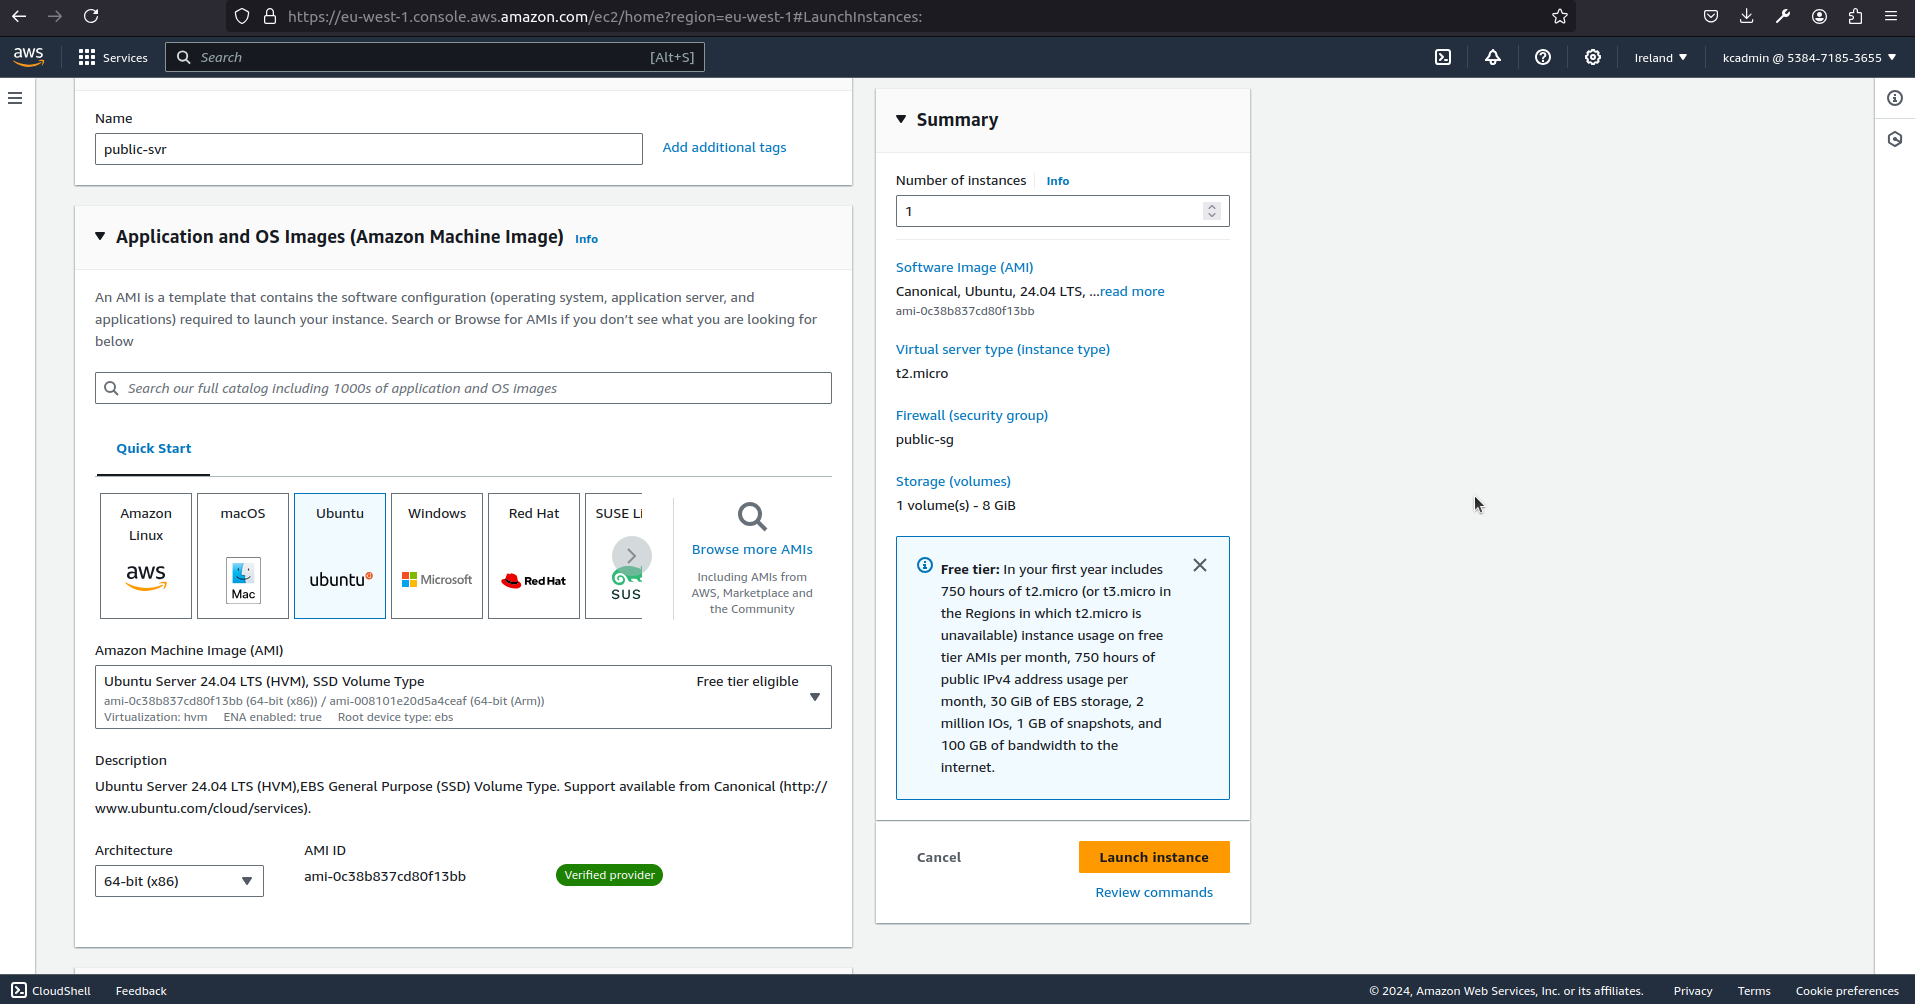 https://eu-west-1.console.aws.amazon.com/ec2/home?region=eu-west-1#LaunchInstances:
aws
Services
Search
[Alt+S]
Ireland
kcadmin @ 5384-7185-3655
Name
public-svr
Add additional tags
Application and OS Images (Amazon Machine Image)
Info
An AMI is a template that contains the software configuration (operating system, application server, and
applications) required to launch your instance. Search or Browse for AMIs if you don’t see what you are looking for
below
Search our full catalog including 1000s of application and OS images
Quick Start
Amazon
Linux
aws
macOS
Mac
Ubuntu
ubuntu
Windows
Microsoft
Red Hat
Red Hat
SUSE Li
SUS
Browse more AMIs
Including AMIs from
AWS, Marketplace and
the Community
Amazon Machine Image (AMI)
Ubuntu Server 24.04 LTS (HVM), SSD Volume Type
Free tier eligible
ami-0c38b837cd80f13bb (64-bit (x86)) / ami-008101e20d5a4ceaf (64-bit (Arm))
Virtualization: hvm ENA enabled: true Root device type: ebs
Description
Ubuntu Server 24.04 LTS (HVM),EBS General Purpose (SSD) Volume Type. Support available from Canonical (http://
www.ubuntu.com/cloud/services).
Architecture
64-bit (x86)
AMI ID
ami-0c38b837cd80f13bb
Verified provider
Summary
Number of instances
Info
1
Software Image (AMI)
Canonical, Ubuntu, 24.04 LTS, ...read more
ami-0c38b837cd80f13bb
Virtual server type (instance type)
t2.micro
Firewall (security group)
public-sg
Storage (volumes)
1 volume(s) - 8 GiB
Free tier: In your first year includes
750 hours of t2.micro (or t3.micro in
the Regions in which t2.micro is
unavailable) instance usage on free
tier AMIs per month, 750 hours of
public IPv4 address usage per
month, 30 GiB of EBS storage, 2
million IOs, 1 GB of snapshots, and
100 GB of bandwidth to the
internet.
Cancel
Launch instance
Review commands
CloudShell
Feedback
© 2024, Amazon Web Services, Inc. or its affiliates.
Privacy
Terms
Cookie preferences